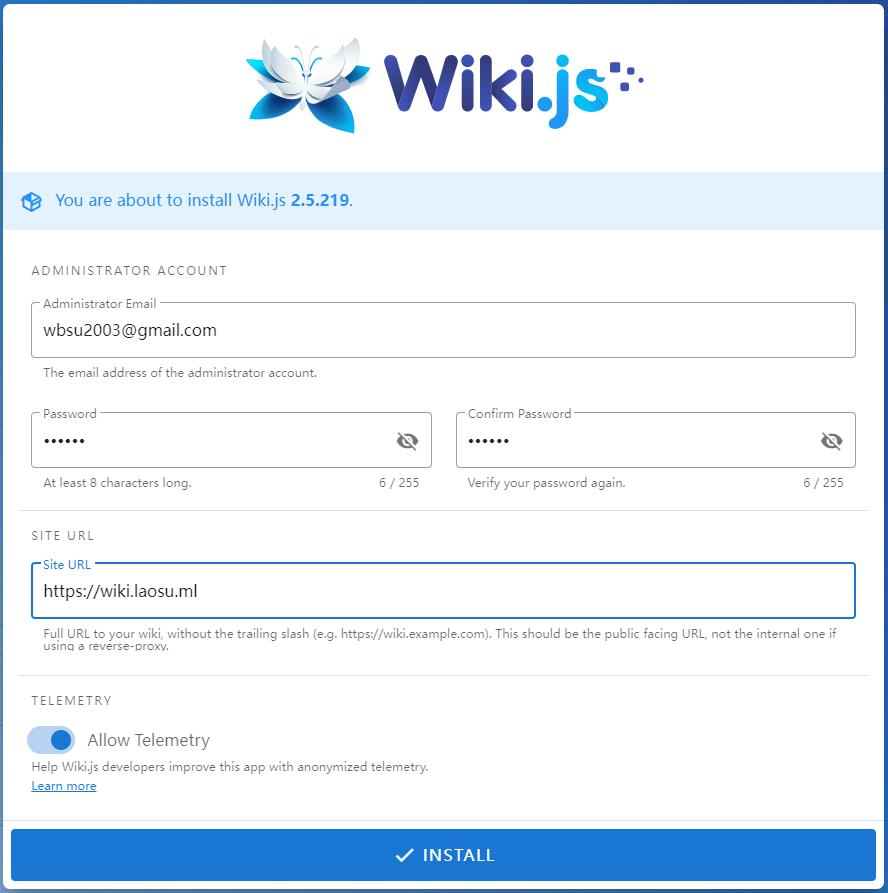 Wiki.js
You are about to install Wiki.js 2.5.219.
ADMINISTRATOR ACCOUNT
Administrator Email
wbsu2003@gmail.com
The email address of the administrator account.
Password
Confirm Password
••••••
••••••
At least 8 characters long.
6 / 255
Verify your password again.
6 / 255
SITE URL
Site URL
https://wiki.laosu.ml
Full URL to your wiki, without the trailing slash (e.g. https://wiki.example.com). This should be the public facing URL, not the internal one if
using a reverse-proxy.
TELEMETRY
Allow Telemetry
Help Wiki.js developers improve this app with anonymized telemetry.
Learn more
INSTALL